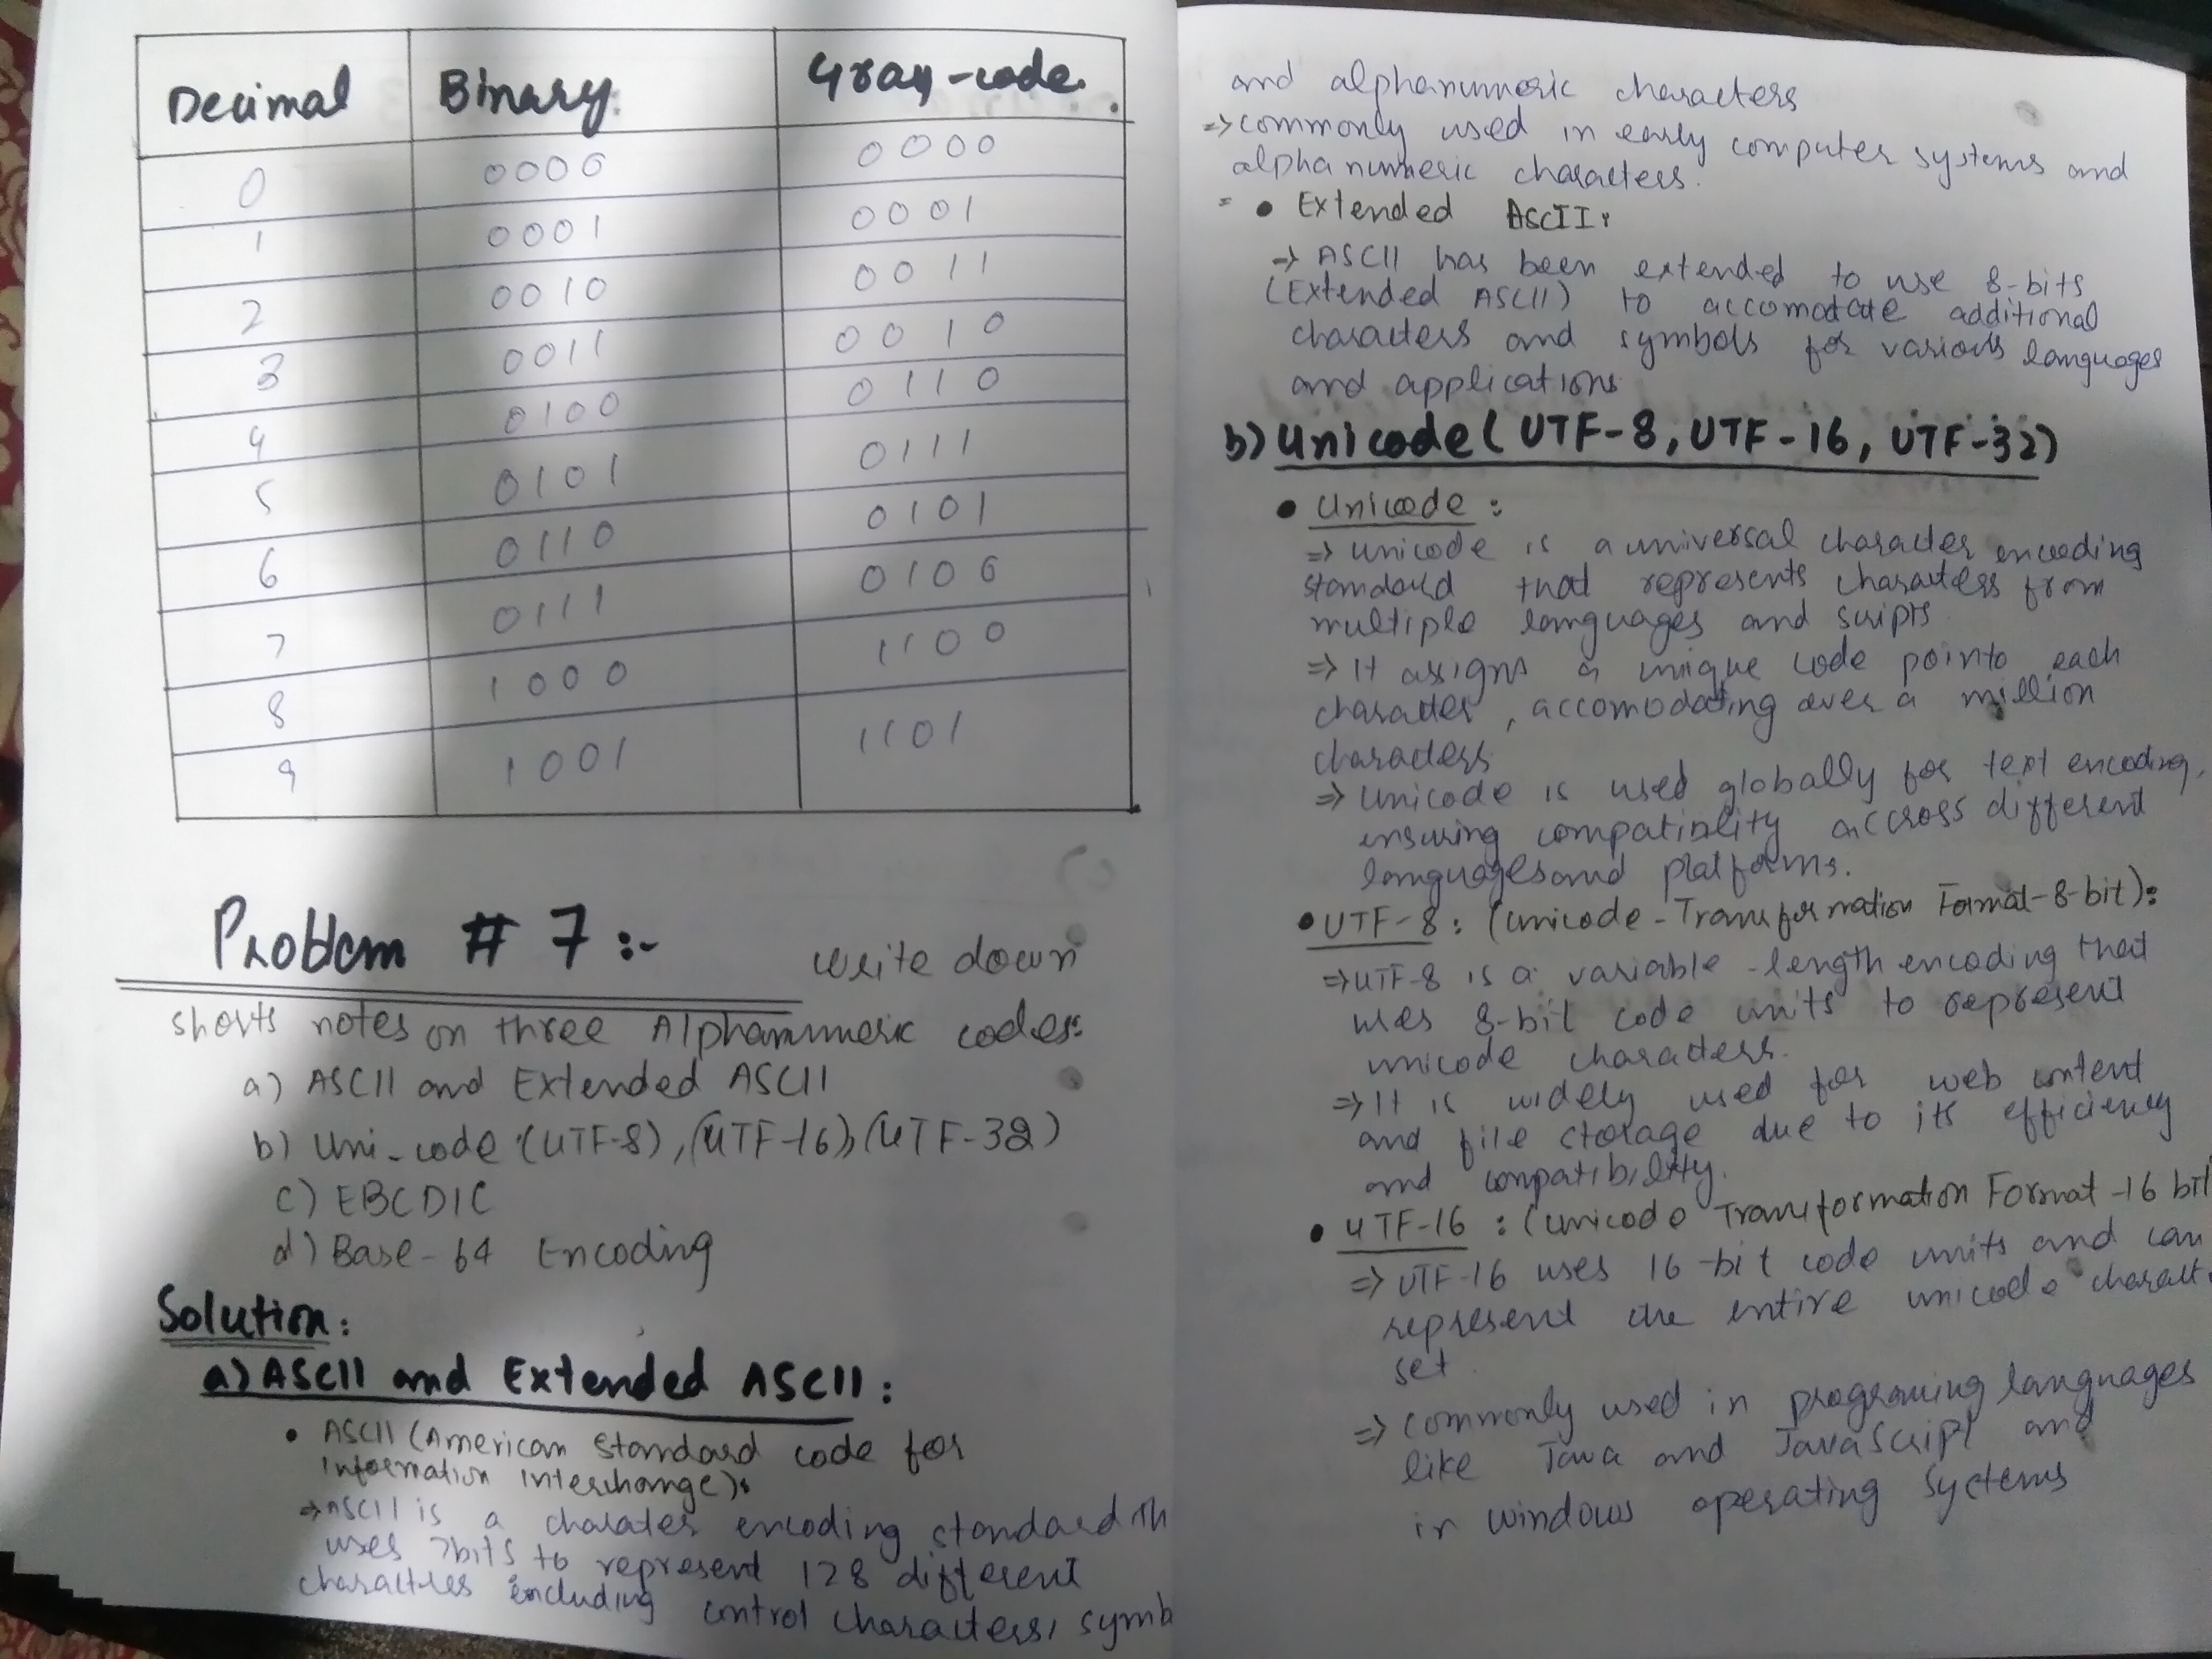 Decimal Binary: Gray-code.
0 0000 0000
1 0001 0001
2 0010 0011
3 0011 0010
4 0100 0110
5 0101 0111
6 0110 0101
7 0111 0100
8 1000 1100
9 1001 1101
Problem # 7 :- write down
shorts notes on three Alphanumeric codes:
a) ASCII and Extended ASCII
b) Uni-code (UTF-8), (UTF-16), (UTF-32)
c) EBCDIC
d) Base-64 Encoding
Solution:
a) ASCII and Extended ASCII:
• ASCII (American Standard code for
Information Interchange):
⇒ ASCII is a charater encoding standard th
uses 7bits to represent 128 different
characters including control characters, symb
and alphanumeric characters
⇒ commonly used in early computer systems and
alphanumeric characters.
• Extended ASCII:
⇒ ASCII has been extended to use 8-bits
(Extended ASCII) to accomodate additional
characters and symbols for various languages
and applications
b) Unicode (UTF-8, UTF-16, UTF-32)
• Unicode :
⇒ unicode is a universal character encoding
standard that represents characters from
multiple languages and scripts
⇒ It assigns a unique code pointo each
character, accomodating over a million
characters
⇒ Unicode is used globally for text encoding,
ensuring compatiblity accross different
languages and platforms.
• UTF-8 : (Unicode-Transformation Format-8-bit):
⇒ UTF-8 is a variable-length encoding that
uses 8-bit code units to represent
unicode characters.
⇒ It is widely used for web content
and file storage due to its efficiency
and compatibility.
• UTF-16 : (Unicode Transformation Format-16 bit
⇒ UTF-16 uses 16-bit code units and can
represent the entire unicode charact
set
⇒ commonly used in programing languages
like Java and JavaScript and
in windows operating systems